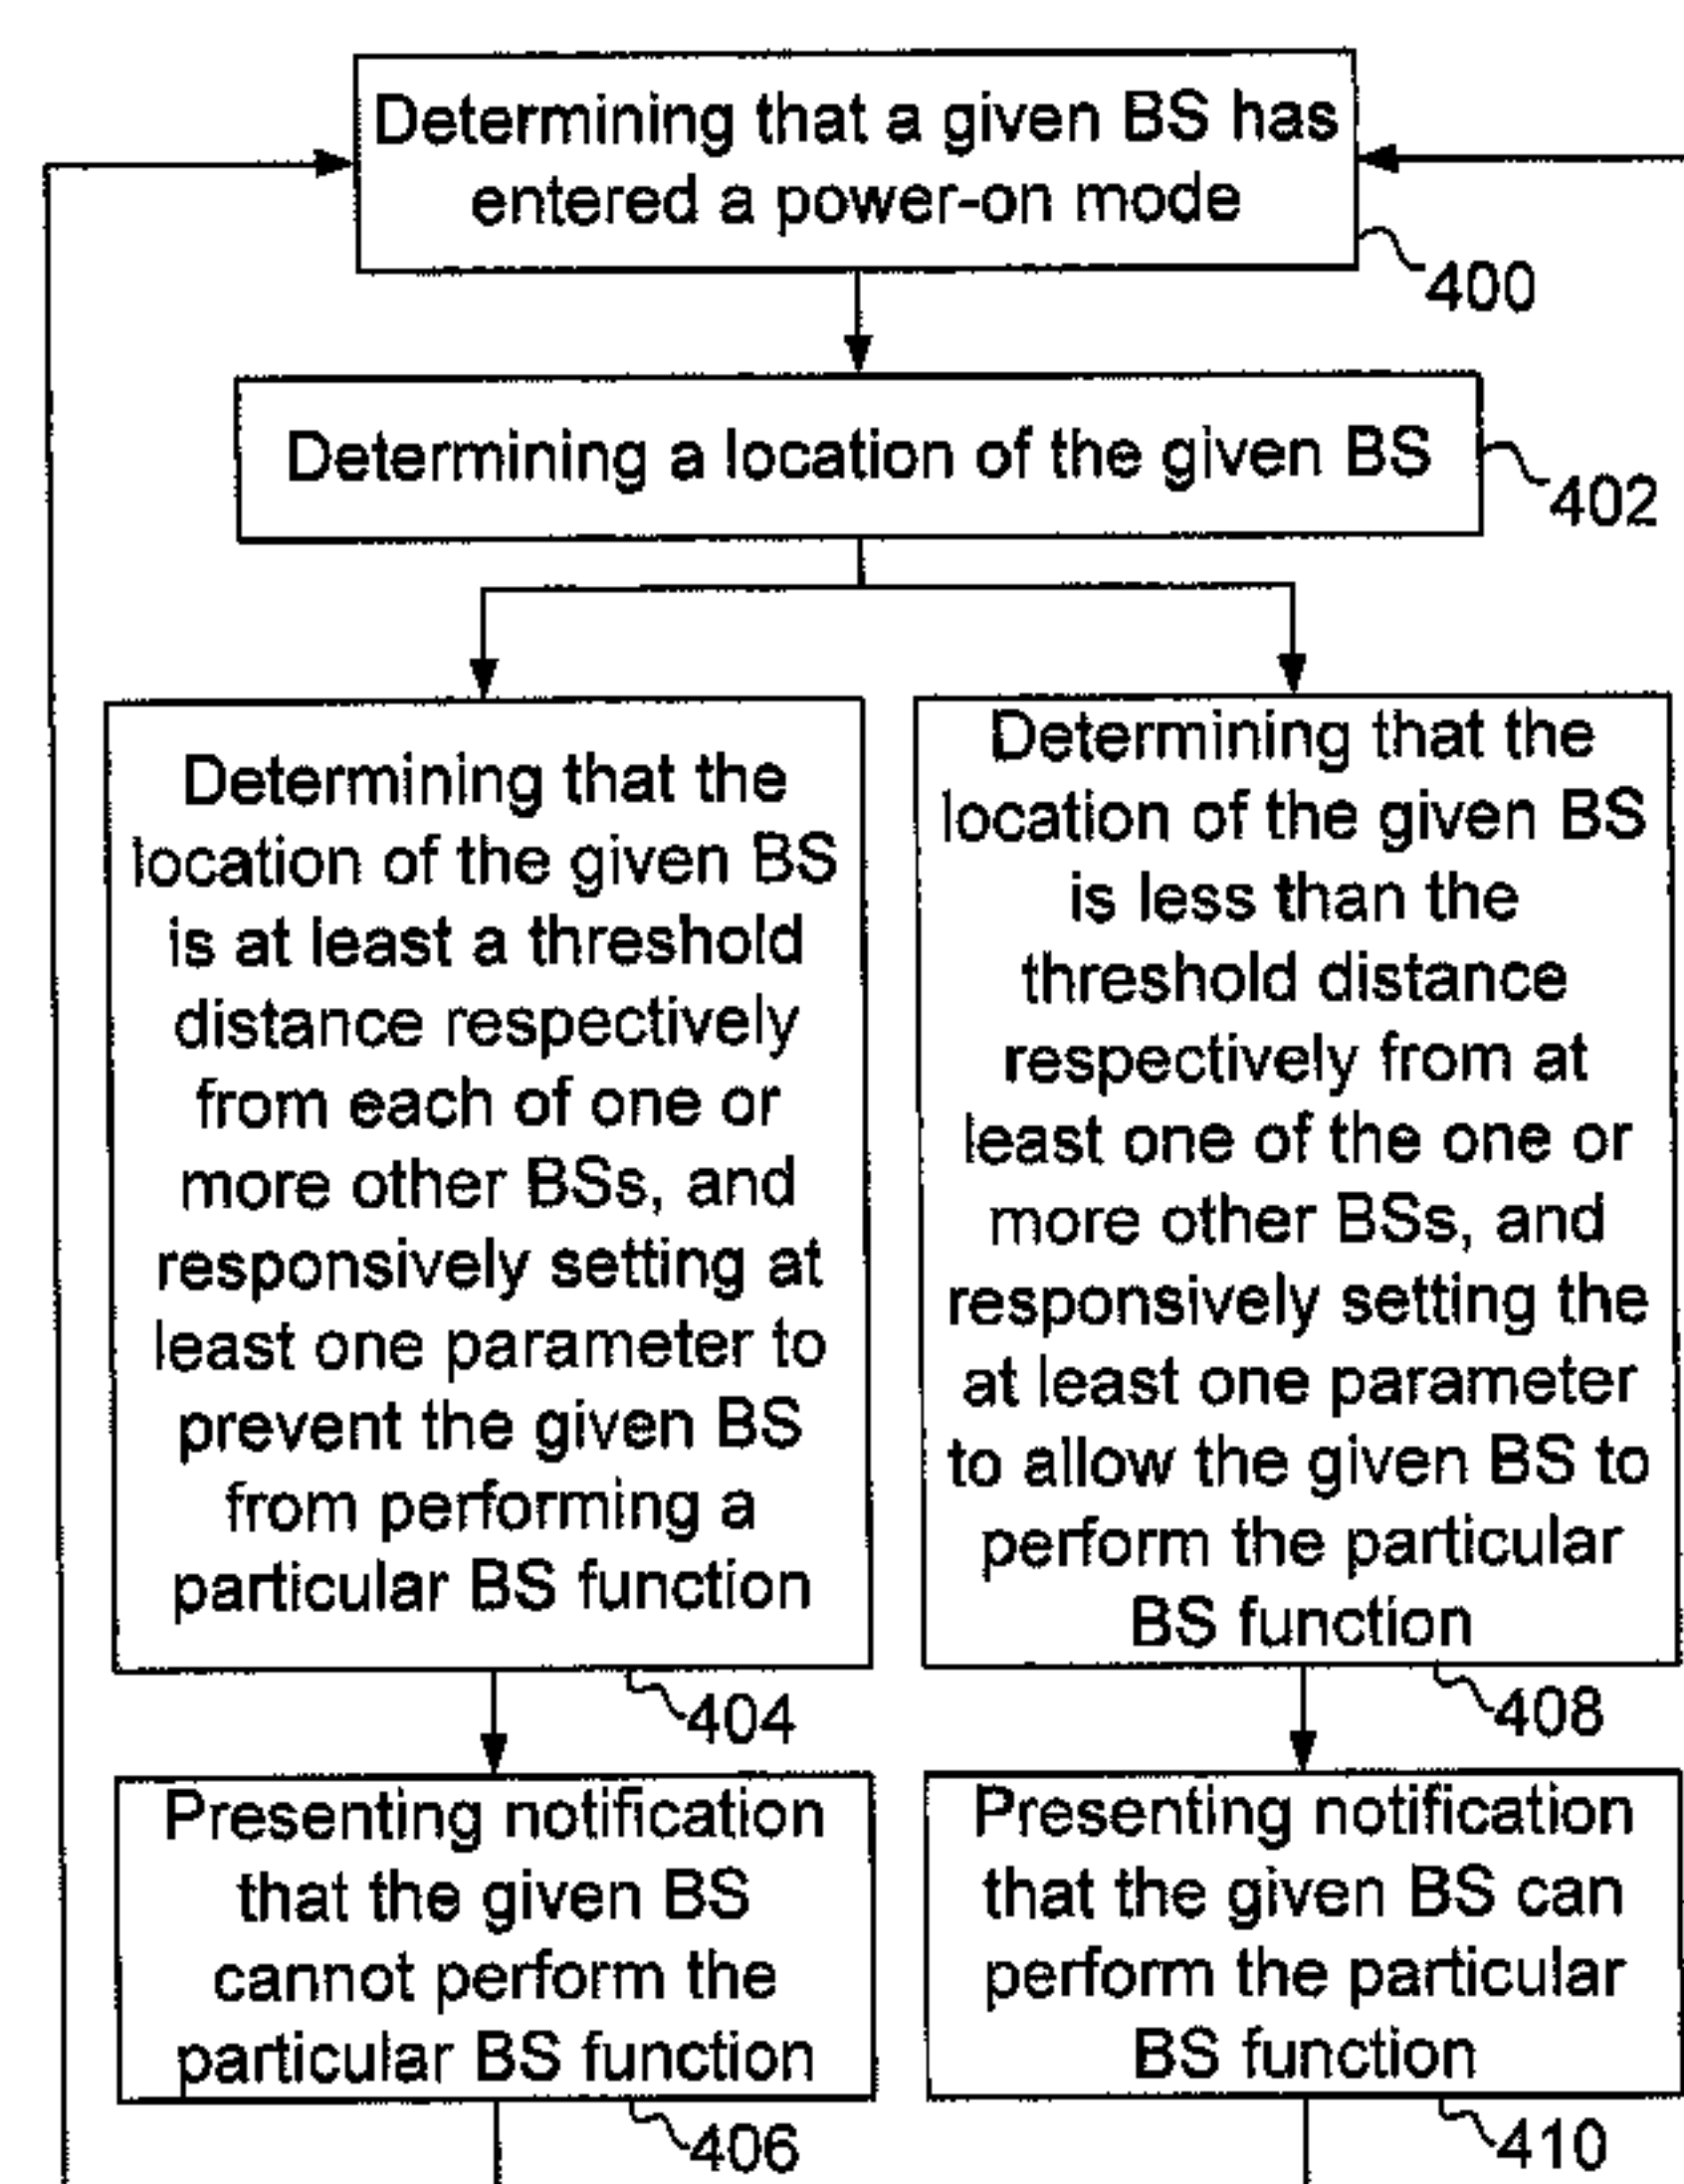 Determining that a given BS has
entered a power-on mode
400
Determining a location of the given BS
402
Determining that the
location of the given BS
is at least a threshold
distance respectively
from each of one or
more other BSs, and
responsively setting at
least one parameter to
prevent the given BS
from performing a
particular BS function
404
Determining that the
location of the given BS
is less than the
threshold distance
respectively from at
least one of the one or
more other BSs, and
responsively setting the
at least one parameter
to allow the given BS to
perform the particular
BS function
408
Presenting notification
that the given BS
cannot perform the
particular BS function
406
Presenting notification
that the given BS can
perform the particular
BS function
410